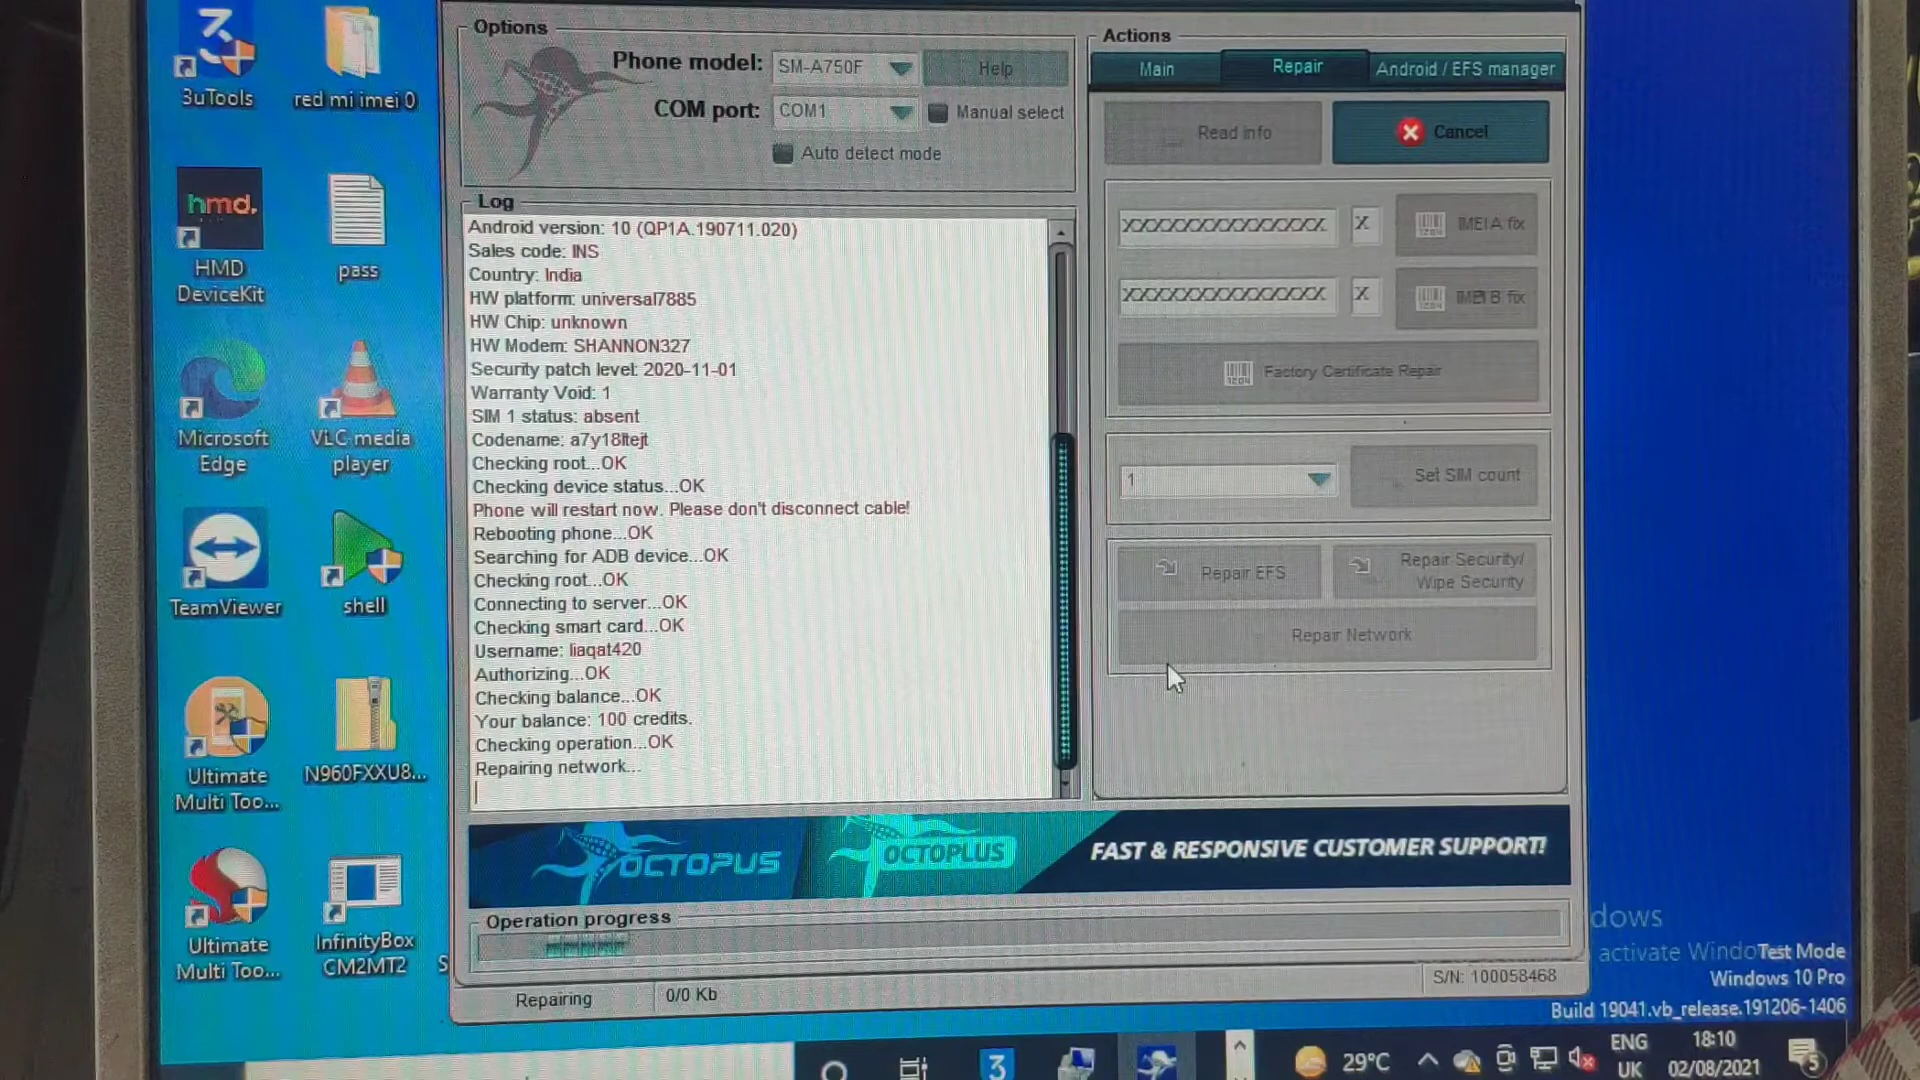 3uTools
red mi imei 0
hmd.
HMD
DeviceKit
pass
Microsoft
Edge
VLC media
player
TeamViewer
shell
Ultimate
Multi Too...
N960FXXU8...
Ultimate
Multi Too...
InfinityBox
CM2MT2
S
Options
Phone model: SM-A750F Help
COM port: COM1 Manual select
Auto detect mode
Log
Android version: 10 (QP1A.190711.020)
Sales code: INS
Country: India
HW platform: universal7885
HW Chip: unknown
HW Modem: SHANNON327
Security patch level: 2020-11-01
Warranty Void: 1
SIM 1 status: absent
Codename: a7y18ltejt
Checking root...OK
Checking device status...OK
Phone will restart now. Please don't disconnect cable!
Rebooting phone...OK
Searching for ADB device...OK
Checking root...OK
Connecting to server...OK
Checking smart card...OK
Username: liaqat420
Authorizing...OK
Checking balance...OK
Your balance: 100 credits.
Checking operation...OK
Repairing network...
Actions
Main Repair Android / EFS manager
Read info Cancel
XXXXXXXXXXXXXX X IMEI A fix
XXXXXXXXXXXXXX X IMEI B fix
Factory Certificate Repair
1 Set SIM count
Repair EFS
Repair Security/
Wipe Security
Repair Network
OCTOPUS OCTOPLUS FAST & RESPONSIVE CUSTOMER SUPPORT!
Operation progress
Repairing 0/0 Kb S/N: 100058468
dows
activate Windo
Test Mode
Windows 10 Pro
Build 19041.vb_release.191206-1406
3
29°C
ENG
UK
18:10
02/08/2021
5